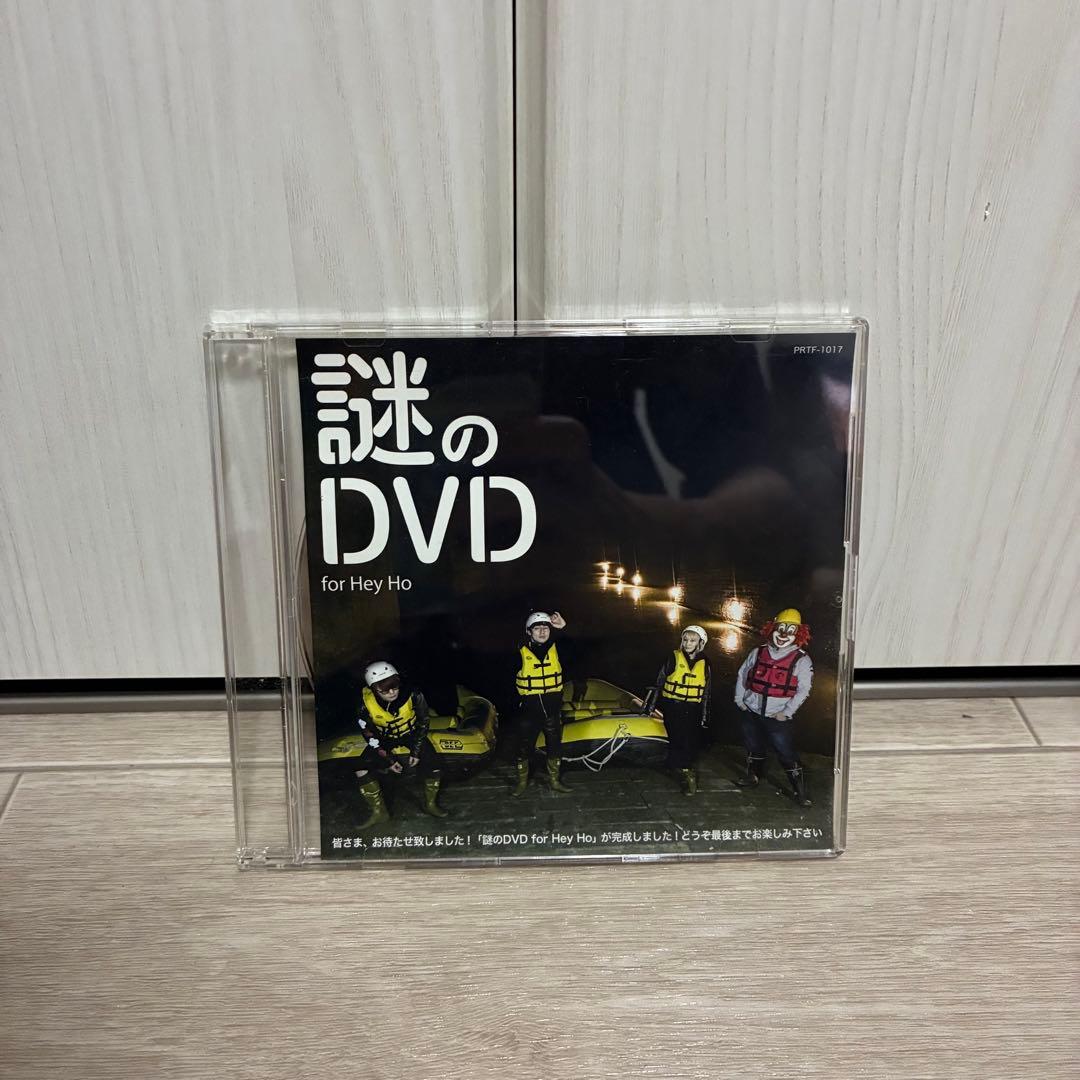 PRTF-1017
謎の
DVD
for Hey Ho
皆さま、お待たせ致しました！「謎のDVD for Hey Ho」が完成しました！どうぞ最後までお楽しみ下さい